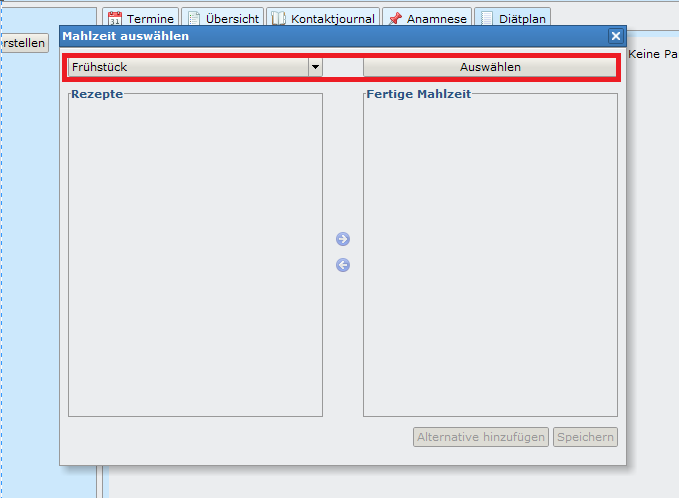 31 Termine Übersicht Kontaktjournal Anamnese Diätplan
Mahlzeit auswählen
rstellen
Keine Pa
Frühstück Auswählen
Rezepte Fertige Mahlzeit
Alternative hinzufügen Speichern